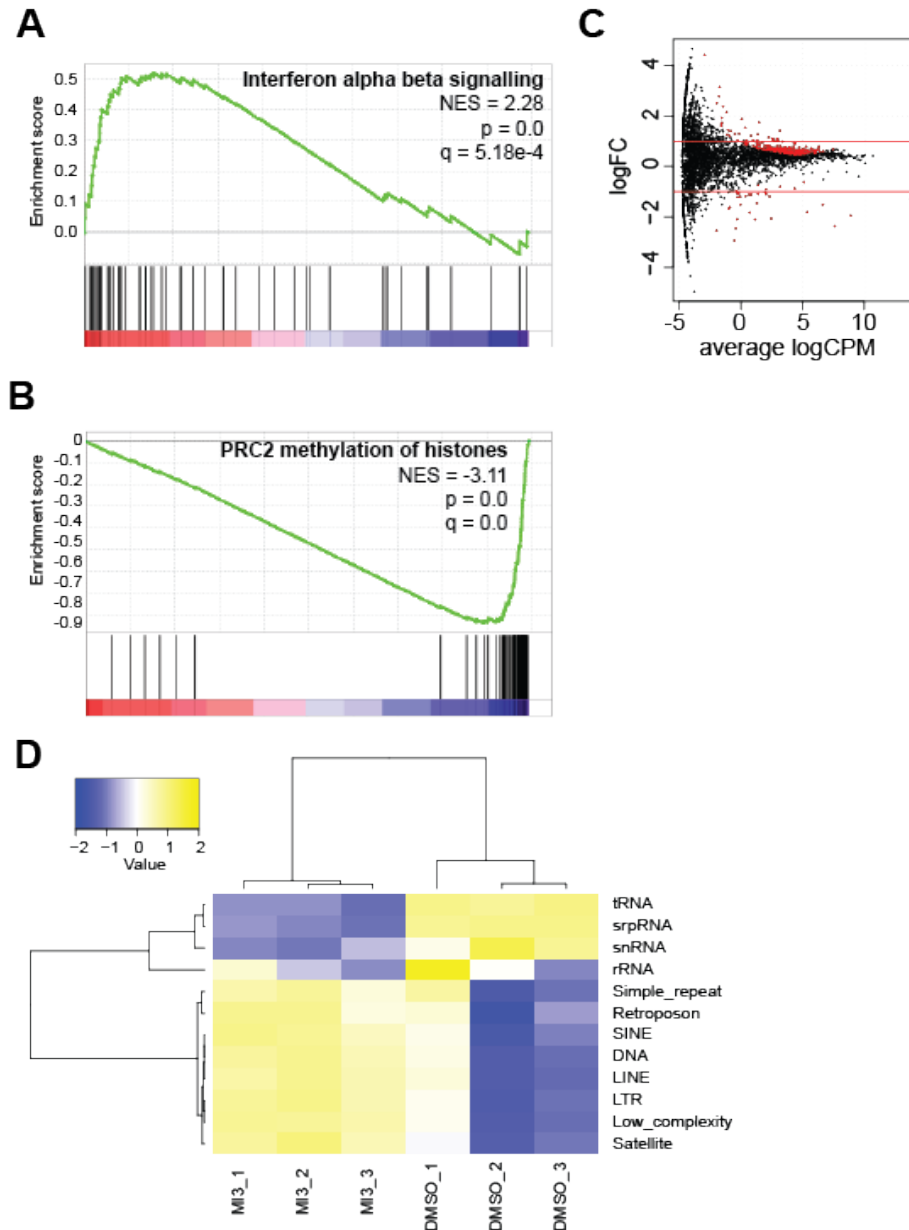 A
Interferon alpha beta signalling
NES = 2.28
p = 0.0
q = 5.18e-4
Enrichment score
0.5
0.4
0.3
0.2
0.1
0.0
C
logFC
4
2
0
−2
−4
-5
0
5
10
average logCPM
B
PRC2 methylation of histones
NES = -3.11
p = 0.0
q = 0.0
Enrichment score
0
-0.1
-0.2
-0.3
-0.4
-0.5
-0.6
-0.7
-0.8
-0.9
D
−2
−1
0
1
2
Value
tRNA
srpRNA
snRNA
rRNA
Simple_repeat
Retroposon
SINE
DNA
LINE
LTR
Low_complexity
Satellite
MI3_1
MI3_2
MI3_3
DMSO_1
DMSO_2
DMSO_3